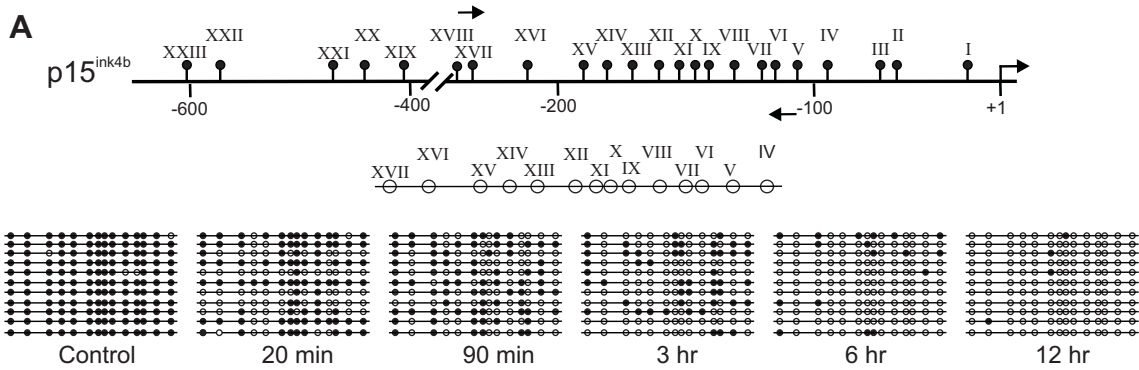 A
p15ink4b
XXIII XXII XXI XX XIX XVIII XVII XVI XV XIV XIII XII XI X IX VIII VII VI V IV III II I
-600 -400 -200 -100 +1
XVII XVI XV XIV XIII XII XI X IX VIII VII VI V IV
Control 20 min 90 min 3 hr 6 hr 12 hr